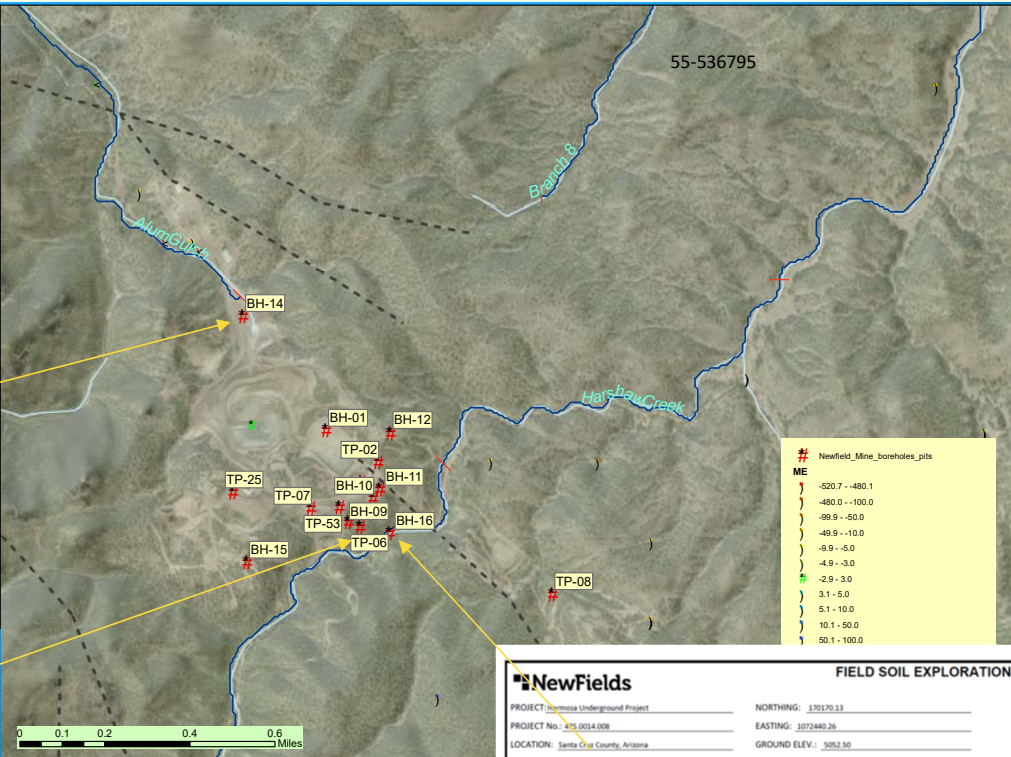 55-536795
Branch 8
AlumGulch
BH-14
HarshawCreek
BH-01
BH-12
TP-02
BH-11
BH-10
TP-25
TP-07
BH-09
TP-53
BH-16
TP-06
BH-15
TP-08
Newfield_Mine_boreholes_pits
ME
-520.7 - -480.1
-480.0 - -100.0
-99.9 - -50.0
-49.9 - -10.0
-9.9 - -5.0
-4.9 - -3.0
-2.9 - 3.0
3.1 - 5.0
5.1 - 10.0
10.1 - 50.0
50.1 - 100.0
0 0.1 0.2 0.4 0.6
Miles
NewFields
FIELD SOIL EXPLORATION
PROJECT: Hermosa Underground Project
NORTHING: 170170.13
PROJECT No.: 475.0014.008
EASTING: 1072440.26
LOCATION: Santa Cruz County, Arizona
GROUND ELEV.: 5052.50